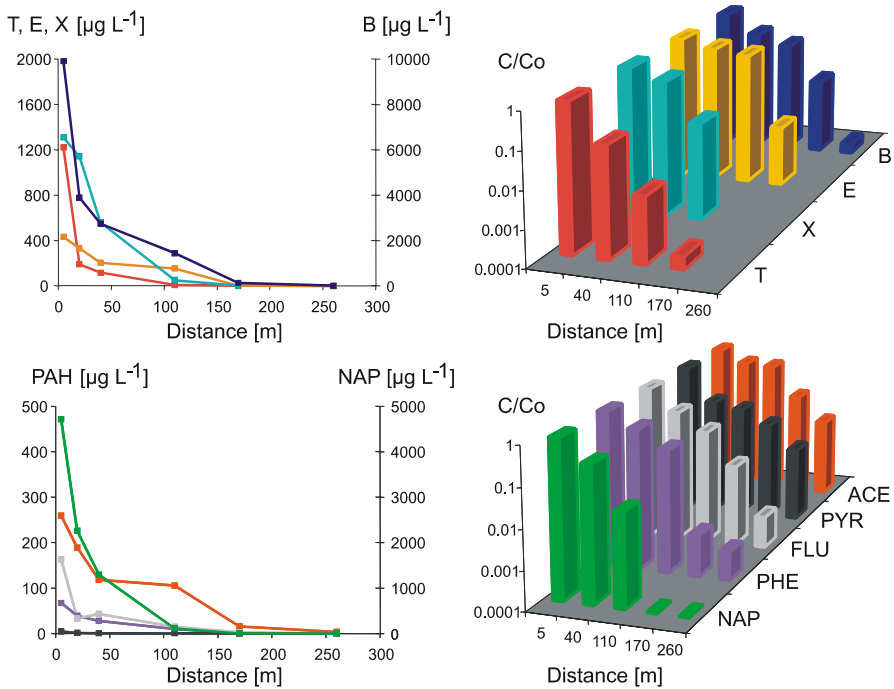 T, E, X [µg L-1]
B [µg L-1]
2000
1600
1200
800
400
0
10000
8000
6000
4000
2000
0
0 50 100 150 200 250 300
Distance [m]
C/Co
1
0.1
0.01
0.001
0.0001
5 40 110 170 260
Distance [m]
T
X
E
B
PAH [µg L-1]
NAP [µg L-1]
500
400
300
200
100
0
5000
4000
3000
2000
1000
0
0 50 100 150 200 250 300
Distance [m]
C/Co
1
0.1
0.01
0.001
0.0001
5 40 110 170 260
Distance [m]
NAP
PHE
FLU
PYR
ACE